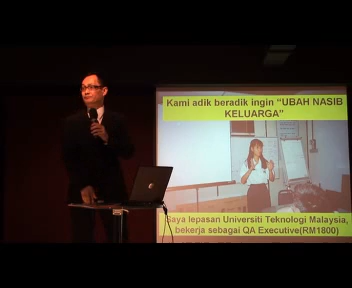 Kami adik beradik ingin "UBAH NASIB
KELUARGA"
Saya lepasan Universiti Teknologi Malaysia,
bekerja sebagai QA Executive(RM1800)